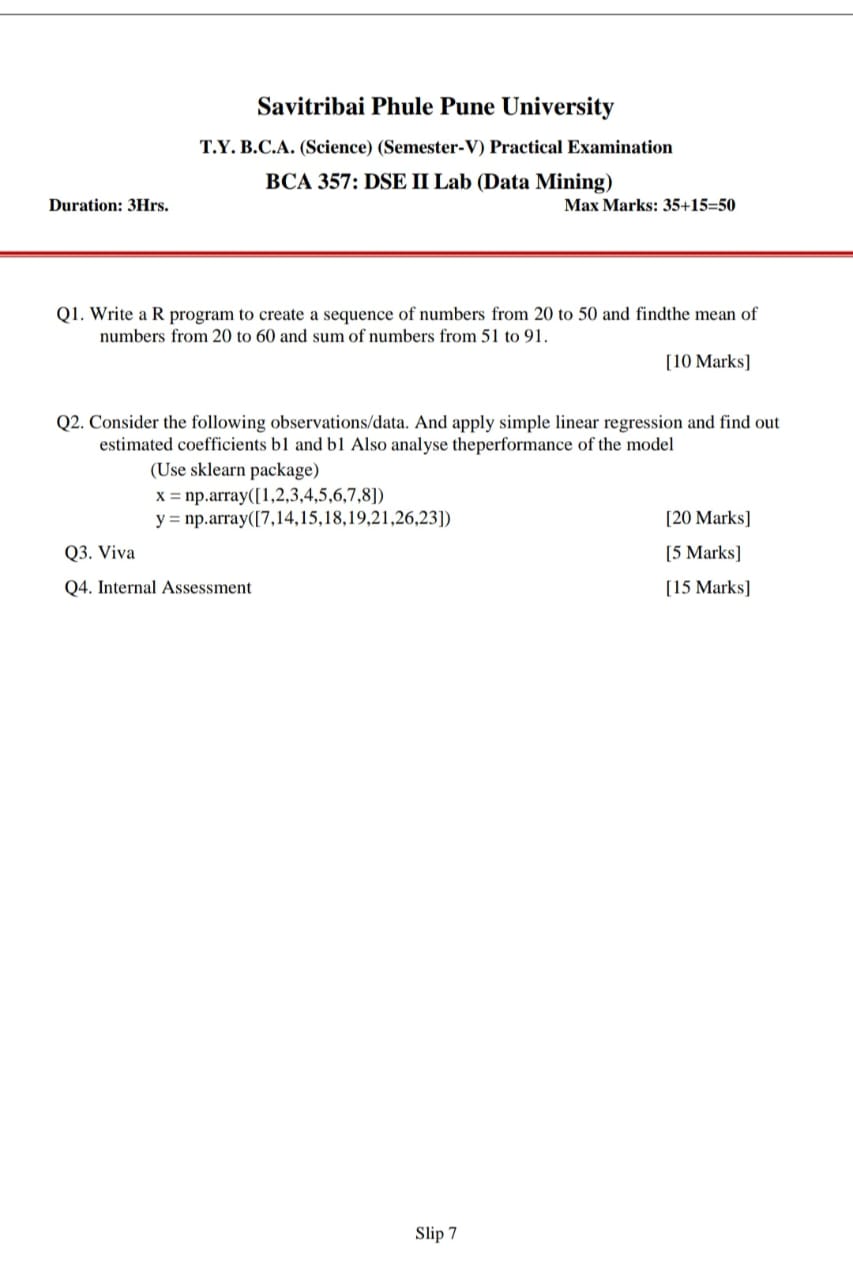 Savitribai Phule Pune University
T.Y. B.C.A. (Science) (Semester-V) Practical Examination
BCA 357: DSE II Lab (Data Mining)
Duration: 3Hrs. Max Marks: 35+15=50
Q1. Write a R program to create a sequence of numbers from 20 to 50 and findthe mean of
numbers from 20 to 60 and sum of numbers from 51 to 91.
[10 Marks]
Q2. Consider the following observations/data. And apply simple linear regression and find out
estimated coefficients b1 and b1 Also analyse theperformance of the model
(Use sklearn package)
x = np.array([1,2,3,4,5,6,7,8])
y = np.array([7,14,15,18,19,21,26,23]) [20 Marks]
Q3. Viva [5 Marks]
Q4. Internal Assessment [15 Marks]
Slip 7